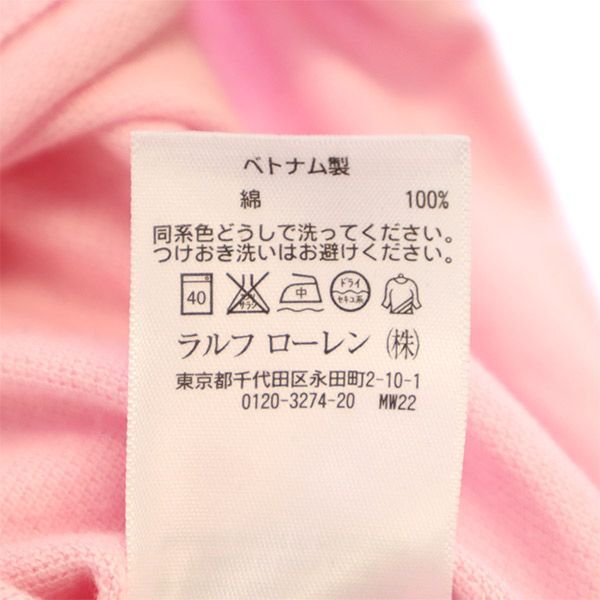 ベトナム製
綿 100%
同系色どうしで洗ってください。
つけおき洗いはお避けください。
40 中 ドライ セキユ系
ラルフ ローレン (株)
東京都千代田区永田町2-10-1
0120-3274-20 MW22